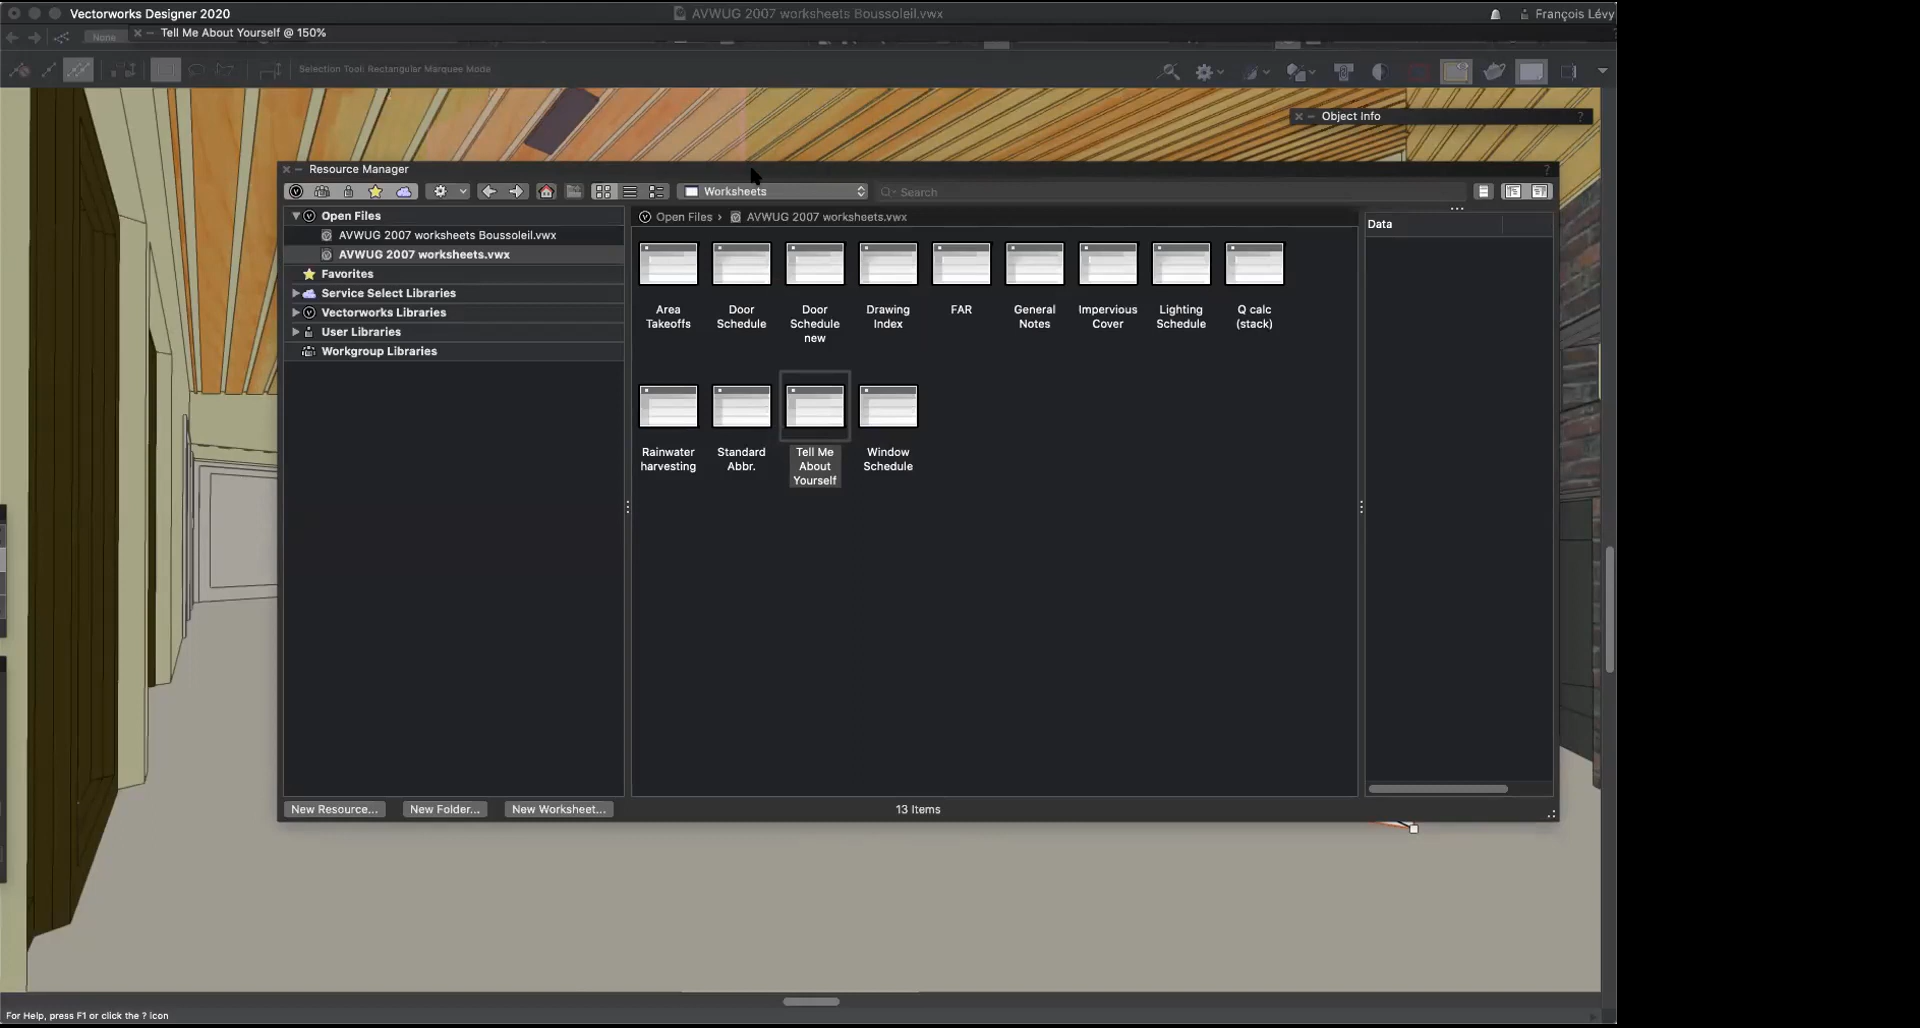 Vectorworks Designer 2020
AVWUG 2007 worksheets Boussoleil.vwx
François Lévy
None
Tell Me About Yourself @ 150%
Selection Tool: Rectangular Marquee Mode
Object Info
?
Resource Manager
?
Worksheets
Search
Open Files
AVWUG 2007 worksheets Boussoleil.vwx
AVWUG 2007 worksheets.vwx
Favorites
Service Select Libraries
Vectorworks Libraries
User Libraries
Workgroup Libraries
Open Files › AVWUG 2007 worksheets.vwx
Data
Area
Takeoffs
Door
Schedule
Door
Schedule
new
Drawing
Index
FAR
General
Notes
Impervious
Cover
Lighting
Schedule
Q calc
(stack)
Rainwater
harvesting
Standard
Abbr.
Tell Me
About
Yourself
Window
Schedule
New Resource...
New Folder...
New Worksheet...
13 Items
For Help, press F1 or click the ? icon